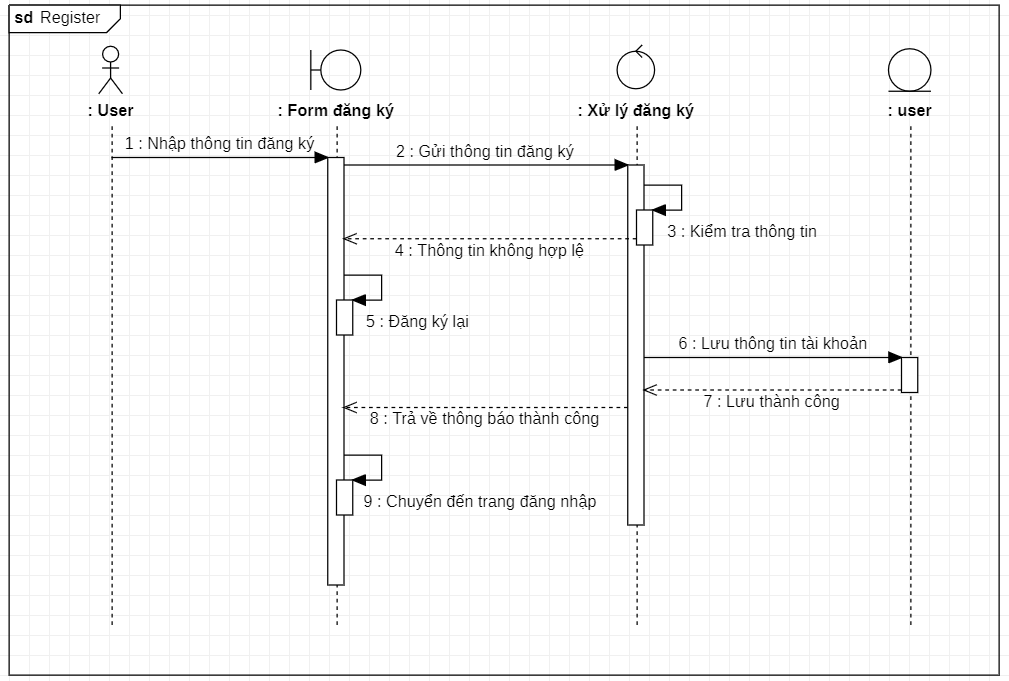 sd Register
: User
: Form đăng ký
: Xử lý đăng ký
: user
1 : Nhập thông tin đăng ký
2 : Gửi thông tin đăng ký
3 : Kiểm tra thông tin
4 : Thông tin không hợp lệ
5 : Đăng ký lại
6 : Lưu thông tin tài khoản
7 : Lưu thành công
8 : Trả về thông báo thành công
9 : Chuyển đến trang đăng nhập